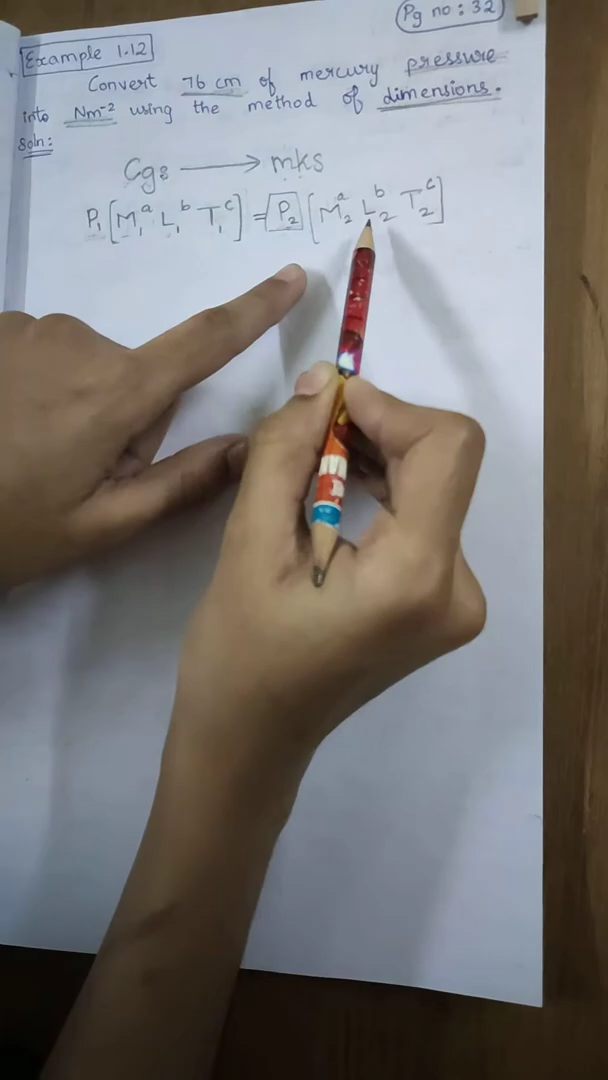 Pg no : 32
Example 1.12
Convert 76 cm of mercury pressure
into Nm⁻² using the method of dimensions.
Soln:
Cgs → mks
P₁[M₁ᵃ L₁ᵇ T₁ᶜ] = P₂ [M₂ᵃ L₂ᵇ T₂ᶜ]